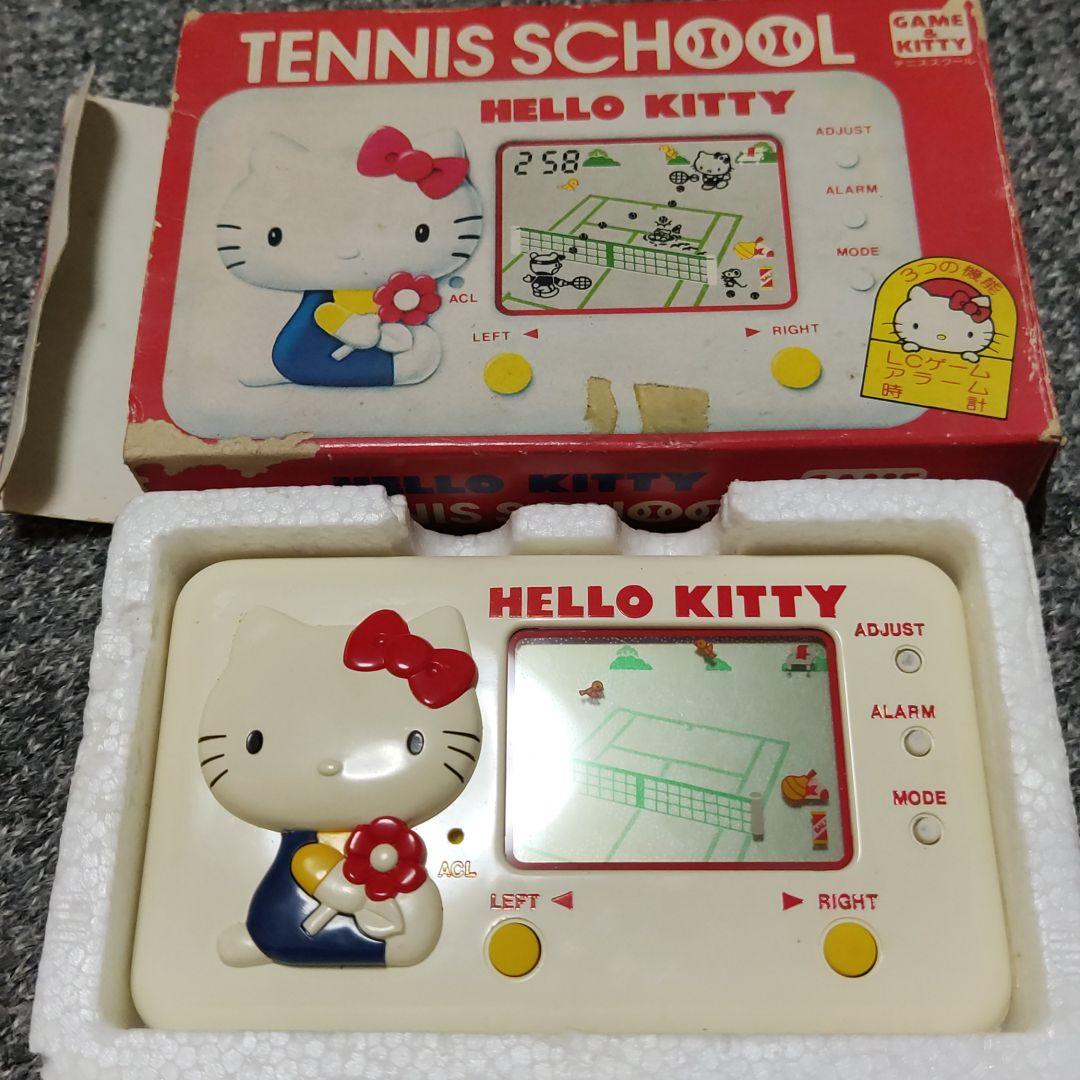 TENNIS SCHOOL
GAME
&
KITTY
テニススクール
HELLO KITTY
2 58
ADJUST
ALARM
MODE
ACL
LEFT ◀
▶ RIGHT
3つの機能
LCゲーム
アラーム
時 計
HELLO KITTY
HELLO KITTY
ADJUST
ALARM
MODE
ACL
LEFT ◀
▶ RIGHT